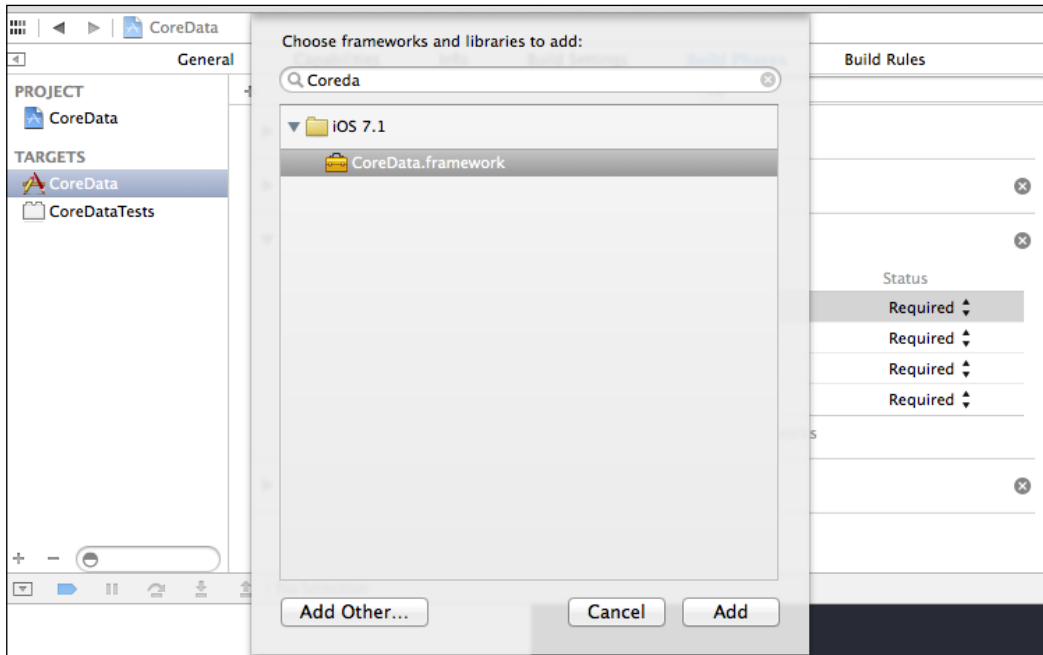 CoreData
General
Build Rules
PROJECT
CoreData
TARGETS
CoreData
CoreDataTests
Choose frameworks and libraries to add:
Coreda
iOS 7.1
CoreData.framework
Status
Required
Required
Required
Required
Add Other...
Cancel
Add